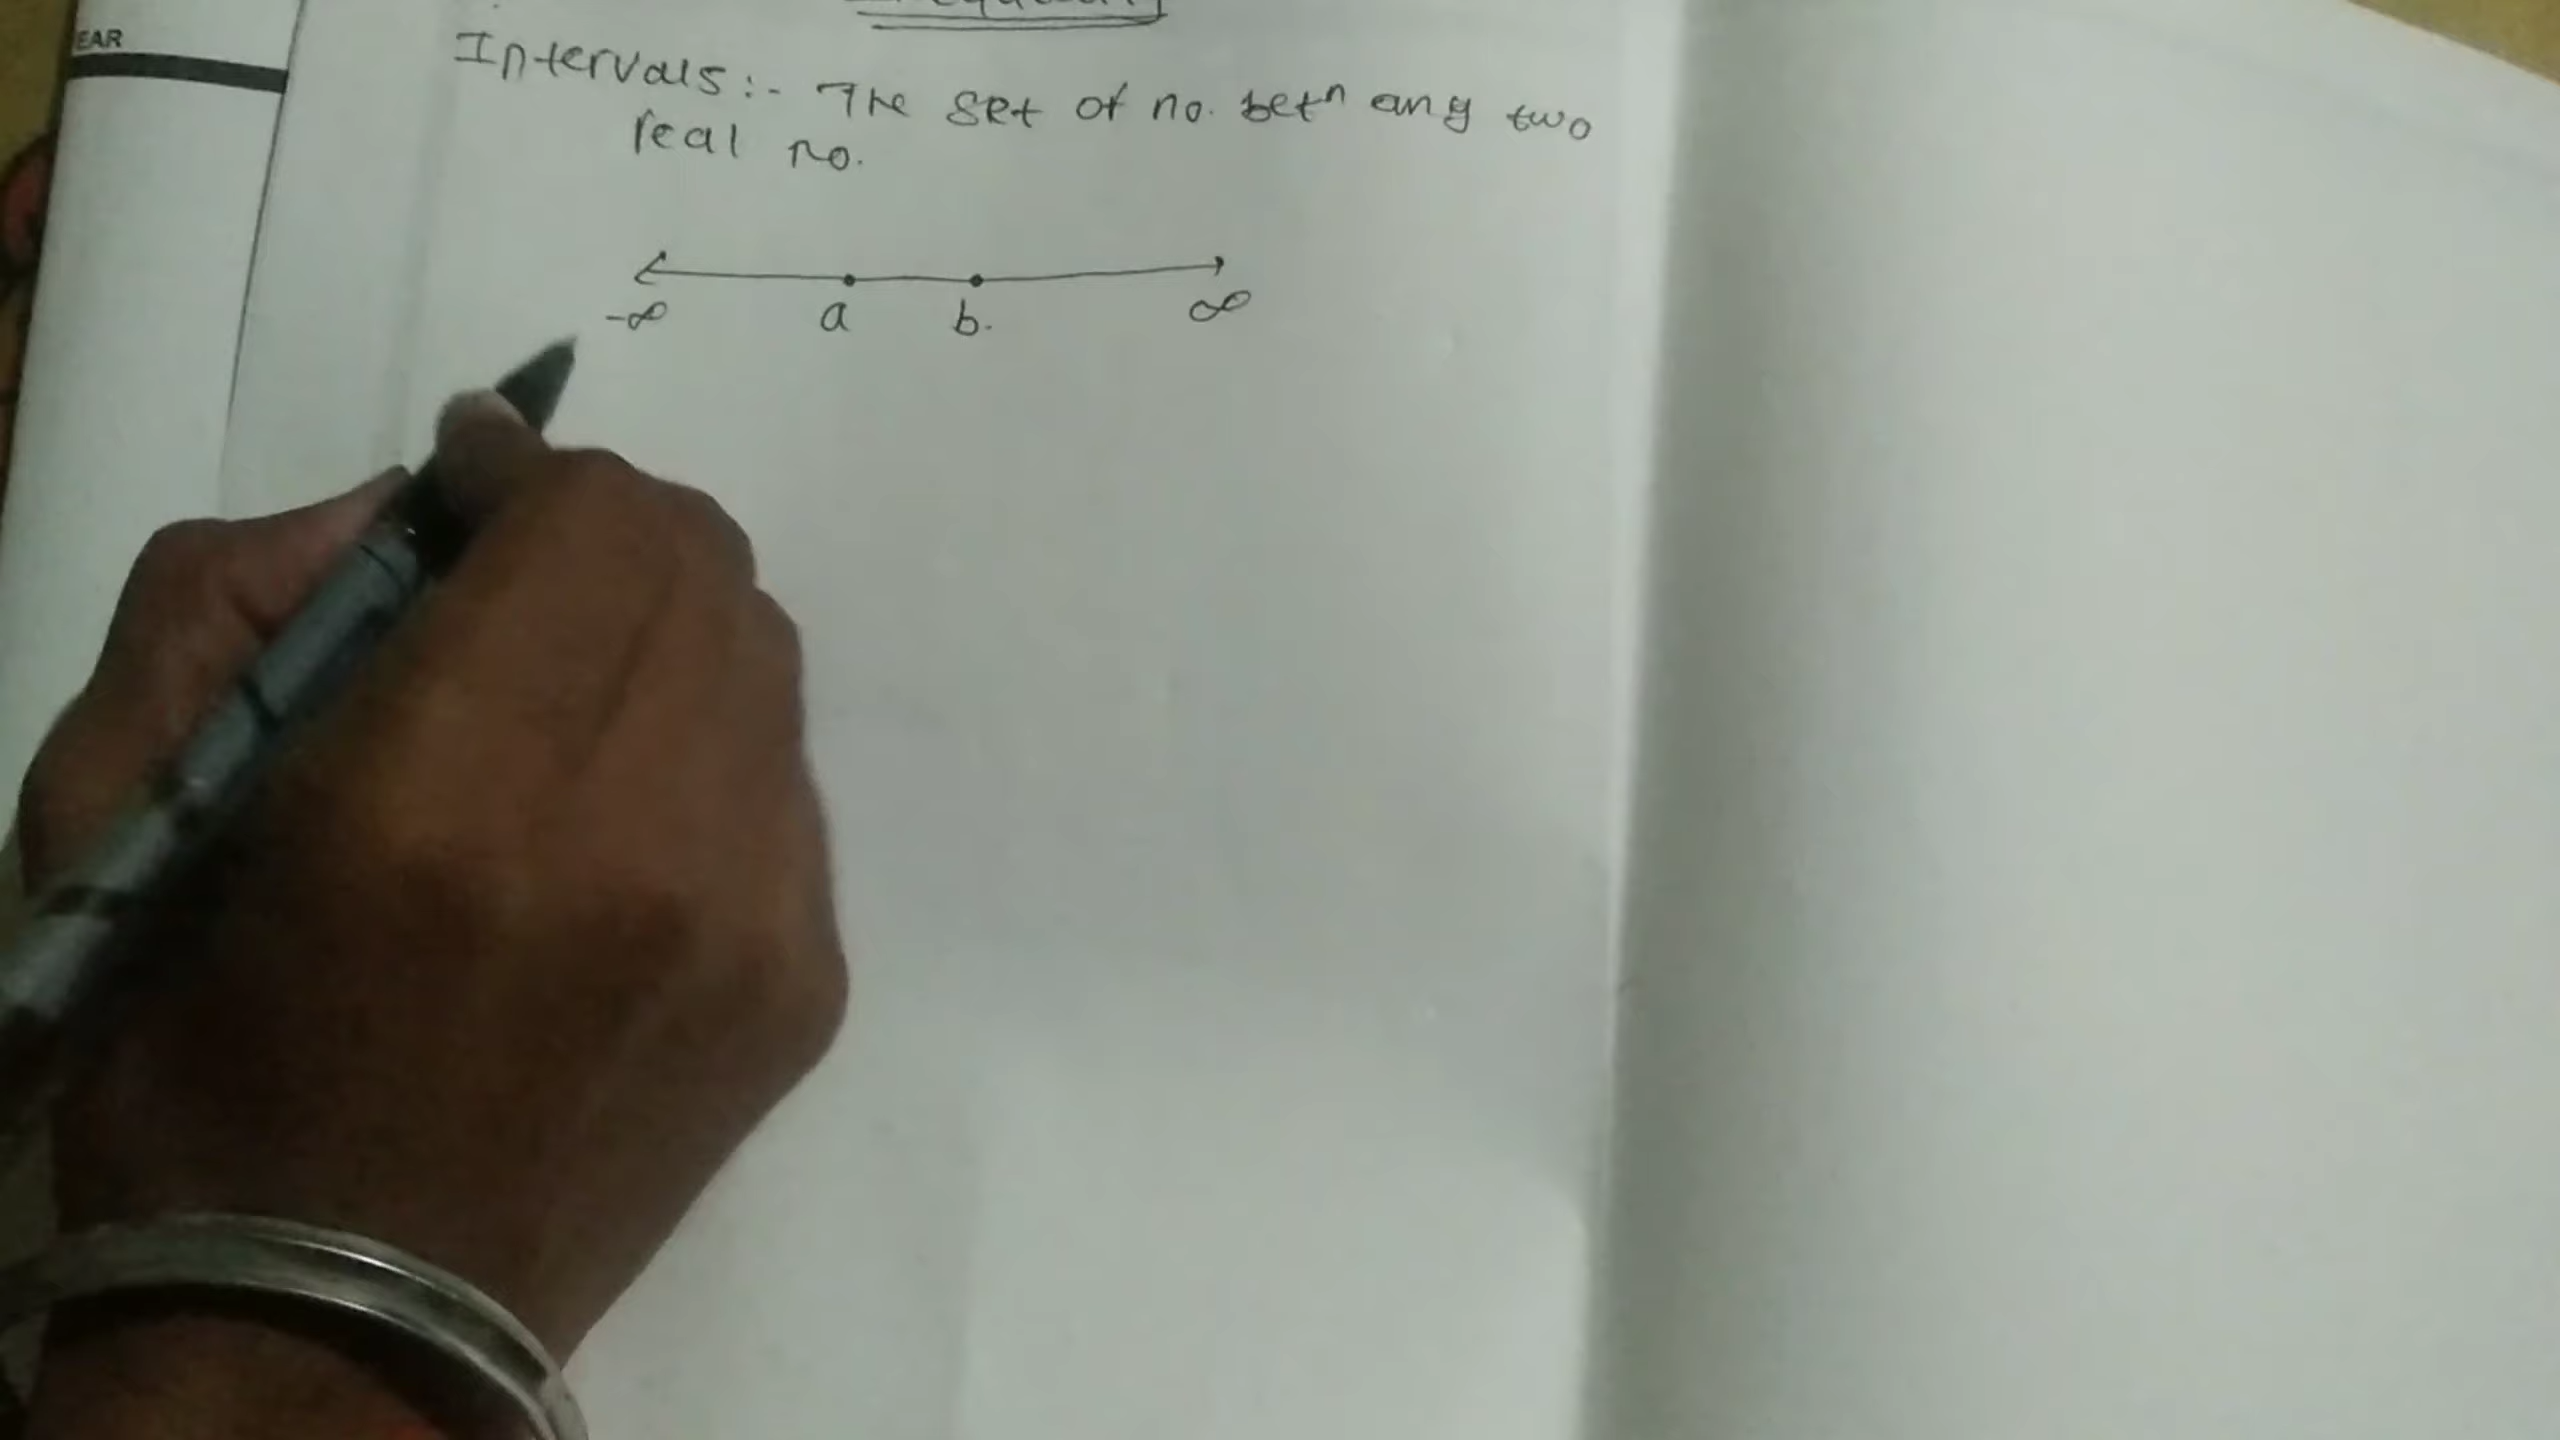 EAR
Intervals:- The set of no. betⁿ any two
real no.
-∞ a b. ∞